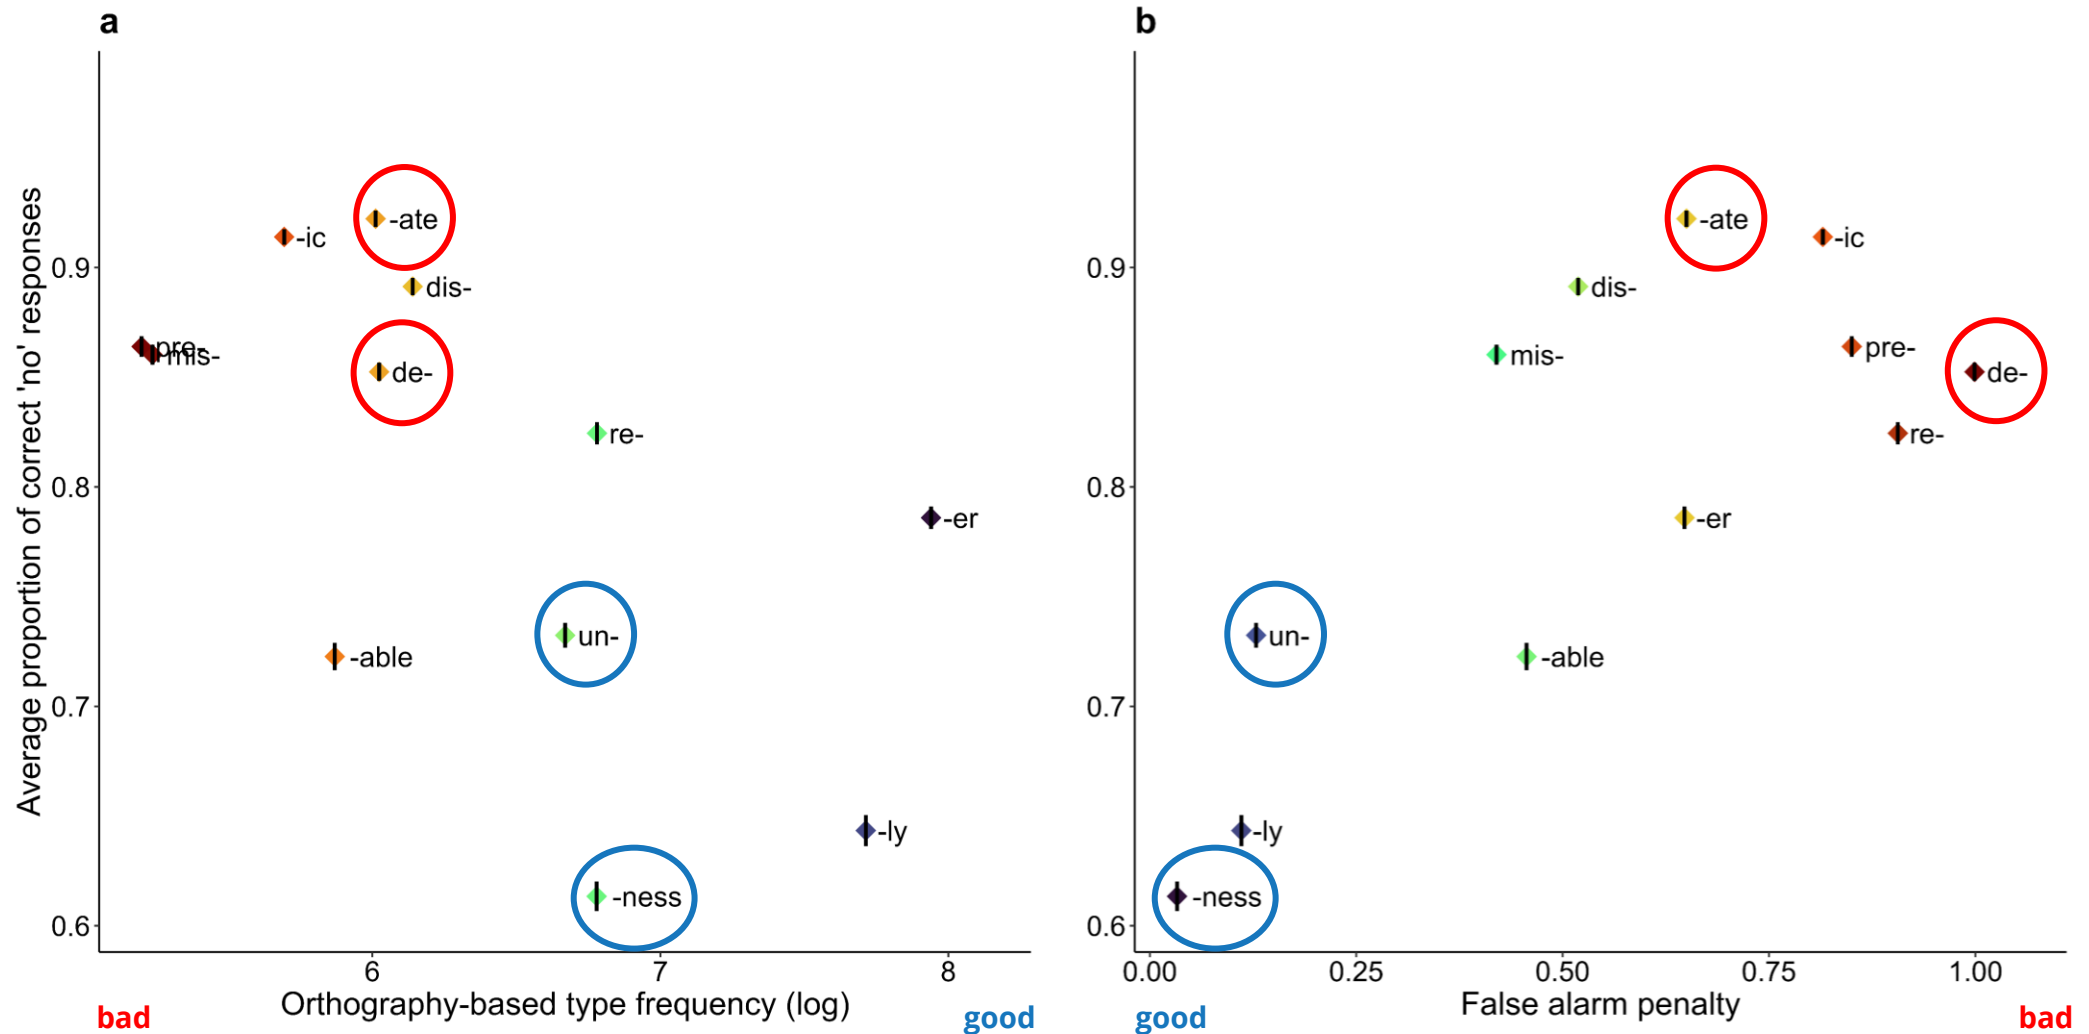 a
Average proportion of correct 'no' responses
0.9
0.8
0.7
0.6
-ate
-ic
dis-
pre-
mis-
de-
re-
-er
un-
-able
-ly
-ness
6 7 8
Orthography-based type frequency (log)
bad good
b
0.9
0.8
0.7
0.6
-ate
-ic
dis-
pre-
mis-
de-
re-
-er
un-
-able
-ly
-ness
0.00 0.25 0.50 0.75 1.00
False alarm penalty
good bad